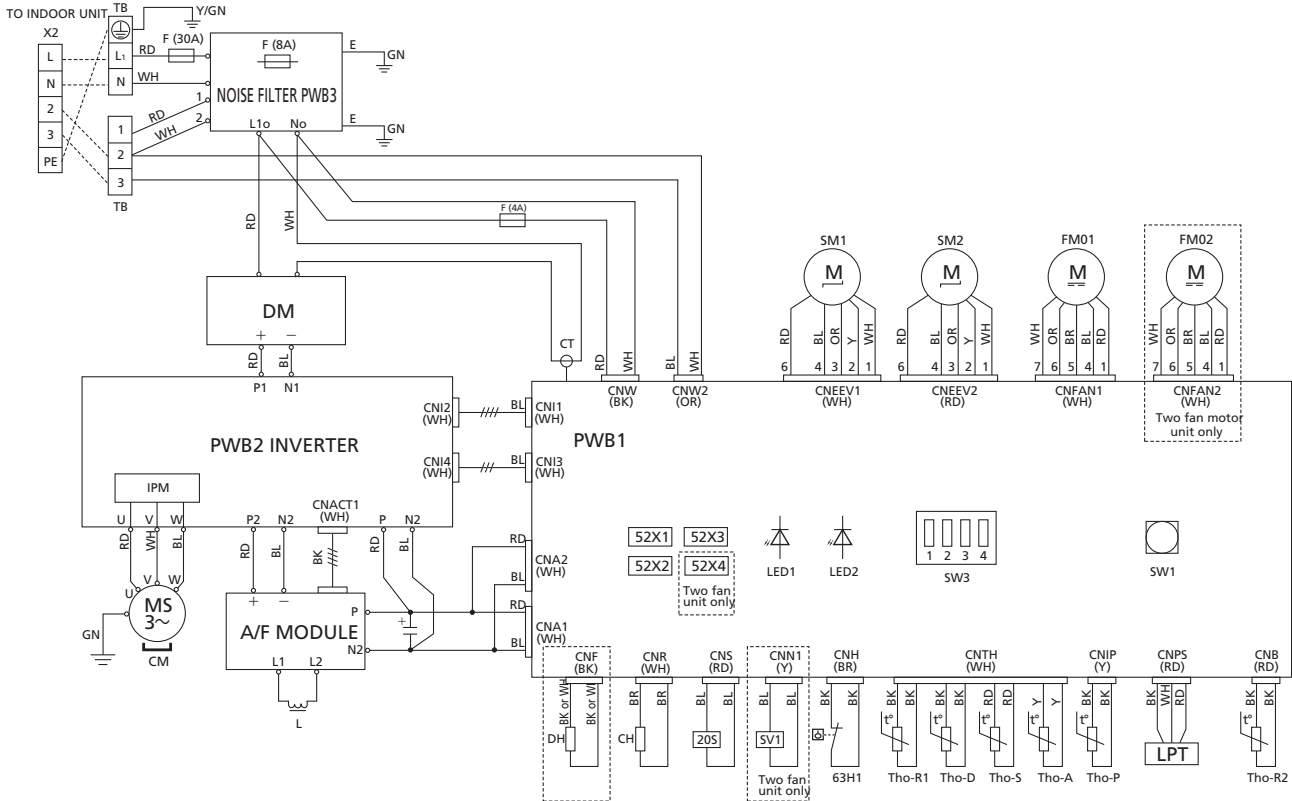 TO INDOOR UNIT
TB
Y/GN
X2
L
N
2
3
PE
L1
N
RD
F (30A)
WH
F (8A)
NOISE FILTER PWB3
E
GN
E
GN
1
RD
2
WH
1
2
3
TB
L1o
No
RD
WH
F (4A)
DM
+
−
RD
BL
P1
N1
CT
RD
WH
BL
WH
SM1
M
RD
BL
OR
Y
WH
6
4
3
2
1
SM2
M
RD
BL
OR
Y
WH
6
4
3
2
1
FM01
M
WH
OR
BR
BL
RD
7
6
5
4
1
FM02
M
WH
OR
BR
BL
RD
7
6
5
4
1
CNW
(BK)
CNW2
(OR)
CNEEV1
(WH)
CNEEV2
(RD)
CNFAN1
(WH)
CNFAN2
(WH)
Two fan motor
unit only
PWB2 INVERTER
CNI2
(WH)
BL
CNI1
(WH)
CNI4
(WH)
BL
CNI3
(WH)
PWB1
IPM
U
V
W
P2
N2
CNACT1
(WH)
P
N2
RD
WH
BL
RD
BL
BK
RD
BL
RD
CNA2
(WH)
BL
RD
CNA1
(WH)
BL
52X1
52X3
52X2
52X4
Two fan
unit only
LED1
LED2
1
2
3
4
SW3
SW1
U
V
W
MS
3~
GN
CM
+
−
A/F MODULE
P
N2
L1
L2
L
+
CNF
(BK)
BK or WH
BK or WH
DH
CNR
(WH)
BR
BR
CH
CNS
(RD)
BL
BL
20S
CNN1
(Y)
BL
BL
SV1
Two fan
unit only
CNH
(BR)
BK
BK
63H1
CNTH
(WH)
BK
BK
t°
Tho-R1
BK
BK
t°
Tho-D
RD
RD
t°
Tho-S
Y
Y
t°
Tho-A
CNIP
(Y)
BK
BK
t°
Tho-P
CNPS
(RD)
BK
WH
RD
LPT
CNB
(RD)
BK
BK
t°
Tho-R2